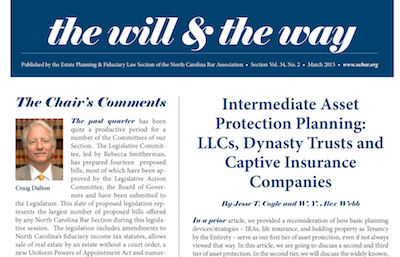 the will & the way
Published by the Estate Planning & Fiduciary Law Section of the North Carolina Bar Association • Section Vol. 34, No. 2 • March 2013 • www.ncbar.org
The Chair's Comments
Craig Dalton
The past quarter has been
quite a productive period for a
number of the Committees of our
Section. The Legislative Commit-
tee, led by Rebecca Smitherman,
has prepared fourteen proposed
bills, most of which have been ap-
proved by the Legislative Action
Committee, the Board of Gover-
nors and have been submitted to
the Legislature. This slate of proposed legislation rep-
resents the largest number of proposed bills offered
by any North Carolina Bar Section during this legisla-
tive session. The legislation includes amendments to
North Carolina's fiduciary income tax statutes, allows
sale of real estate by an estate without a court order, a
new Uniform Powers of Appointment Act and numer-
Intermediate Asset
Protection Planning:
LLCs, Dynasty Trusts and
Captive Insurance
Companies
By Jesse T. Coyle and W. Y. Alex Webb
In a prior article, we provided a reconsideration of how basic planning
devices/strategies – IRAs, life insurance, and holding property as Tenancy
by the Entirety – serve as our first tier of asset protection, even if not always
viewed that way. In this article, we are going to discuss a second and third
tier of asset protection. In the second tier, we will discuss the widely known,